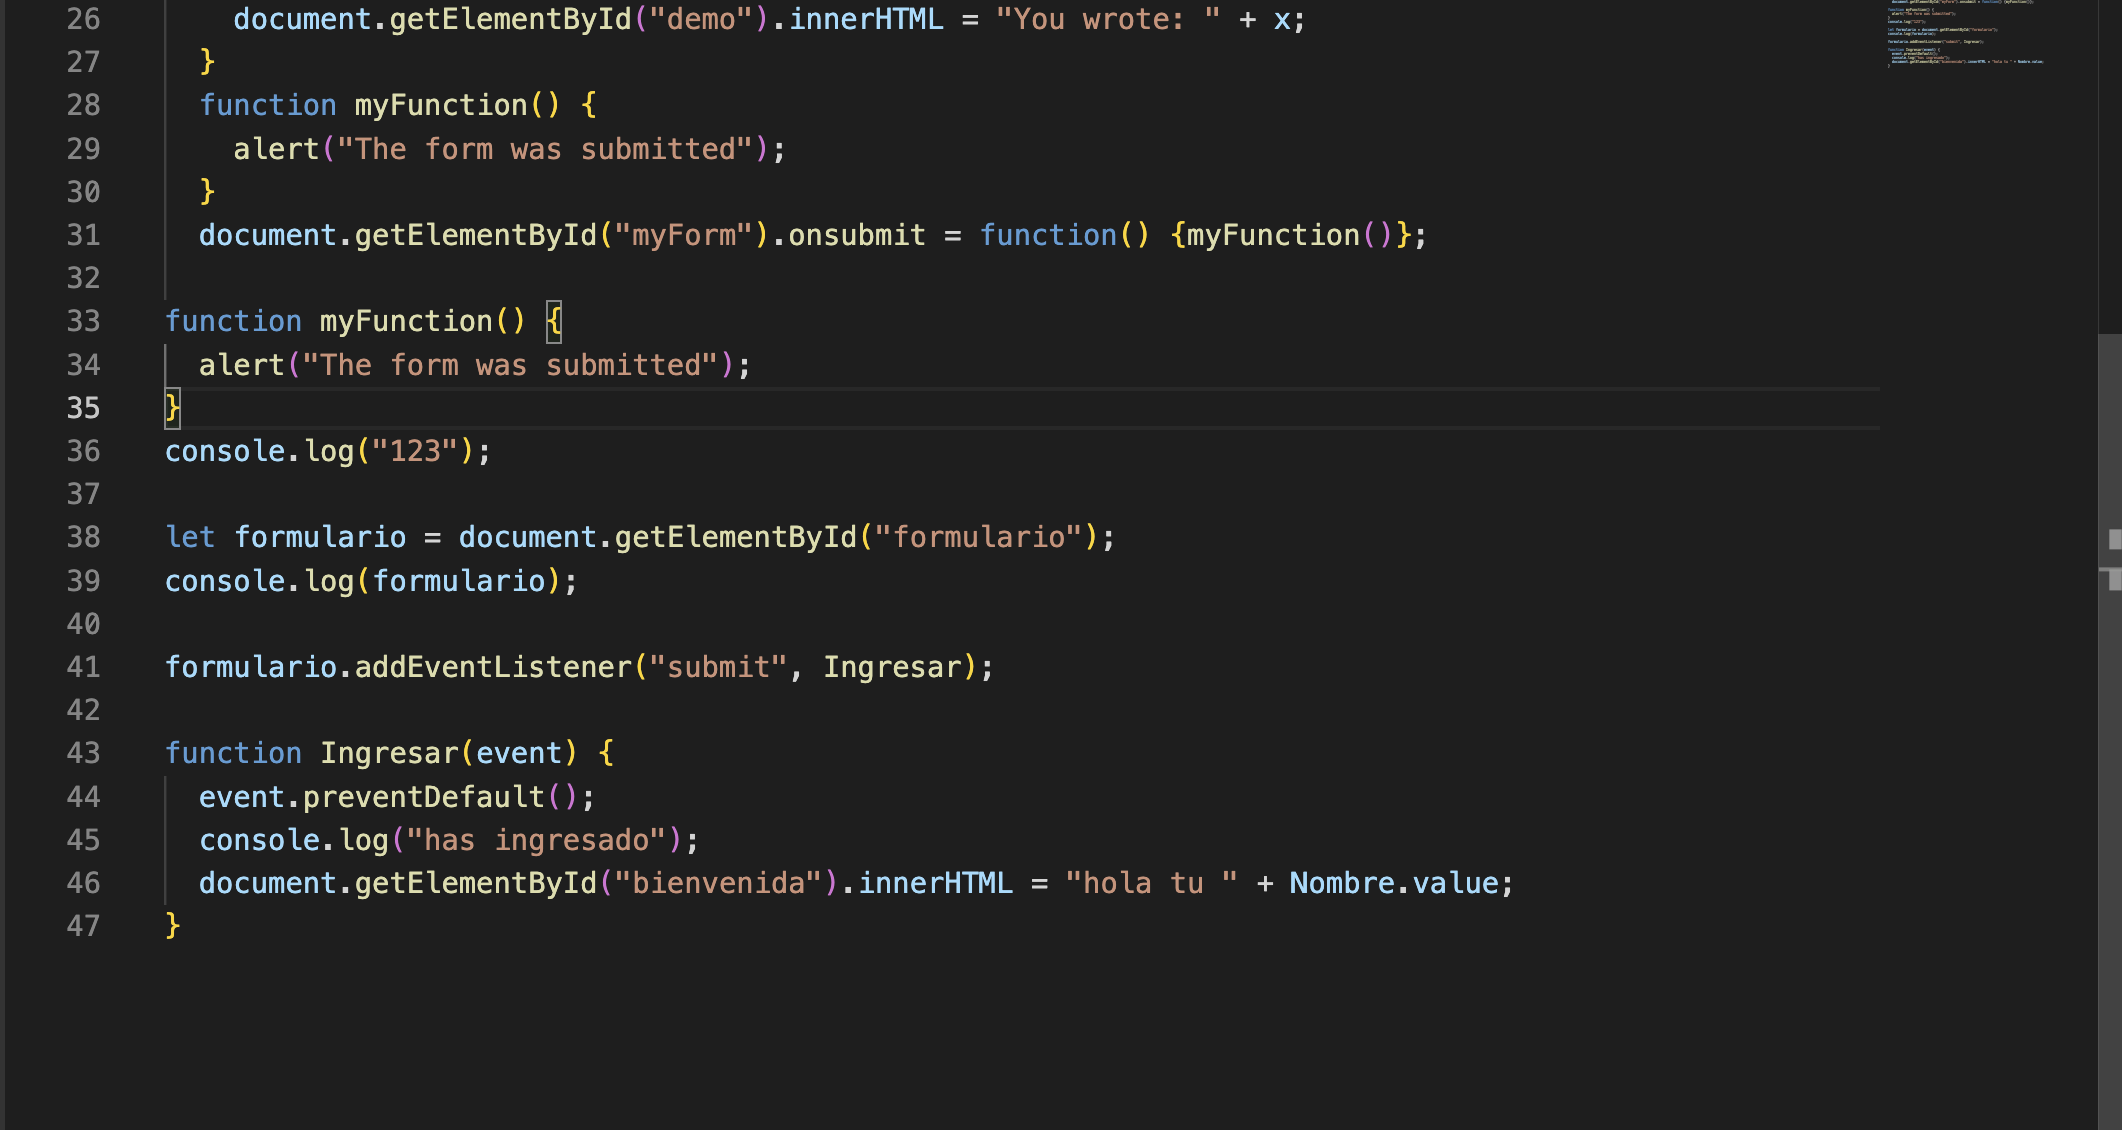 26 document.getElementById("demo").innerHTML = "You wrote: " + x;
27 }
28 function myFunction() {
29 alert("The form was submitted");
30 }
31 document.getElementById("myForm").onsubmit = function() {myFunction()};
32
33 function myFunction() {
34 alert("The form was submitted");
35 }
36 console.log("123");
37
38 let formulario = document.getElementById("formulario");
39 console.log(formulario);
40
41 formulario.addEventListener("submit", Ingresar);
42
43 function Ingresar(event) {
44 event.preventDefault();
45 console.log("has ingresado");
46 document.getElementById("bienvenida").innerHTML = "hola tu " + Nombre.value;
47 }